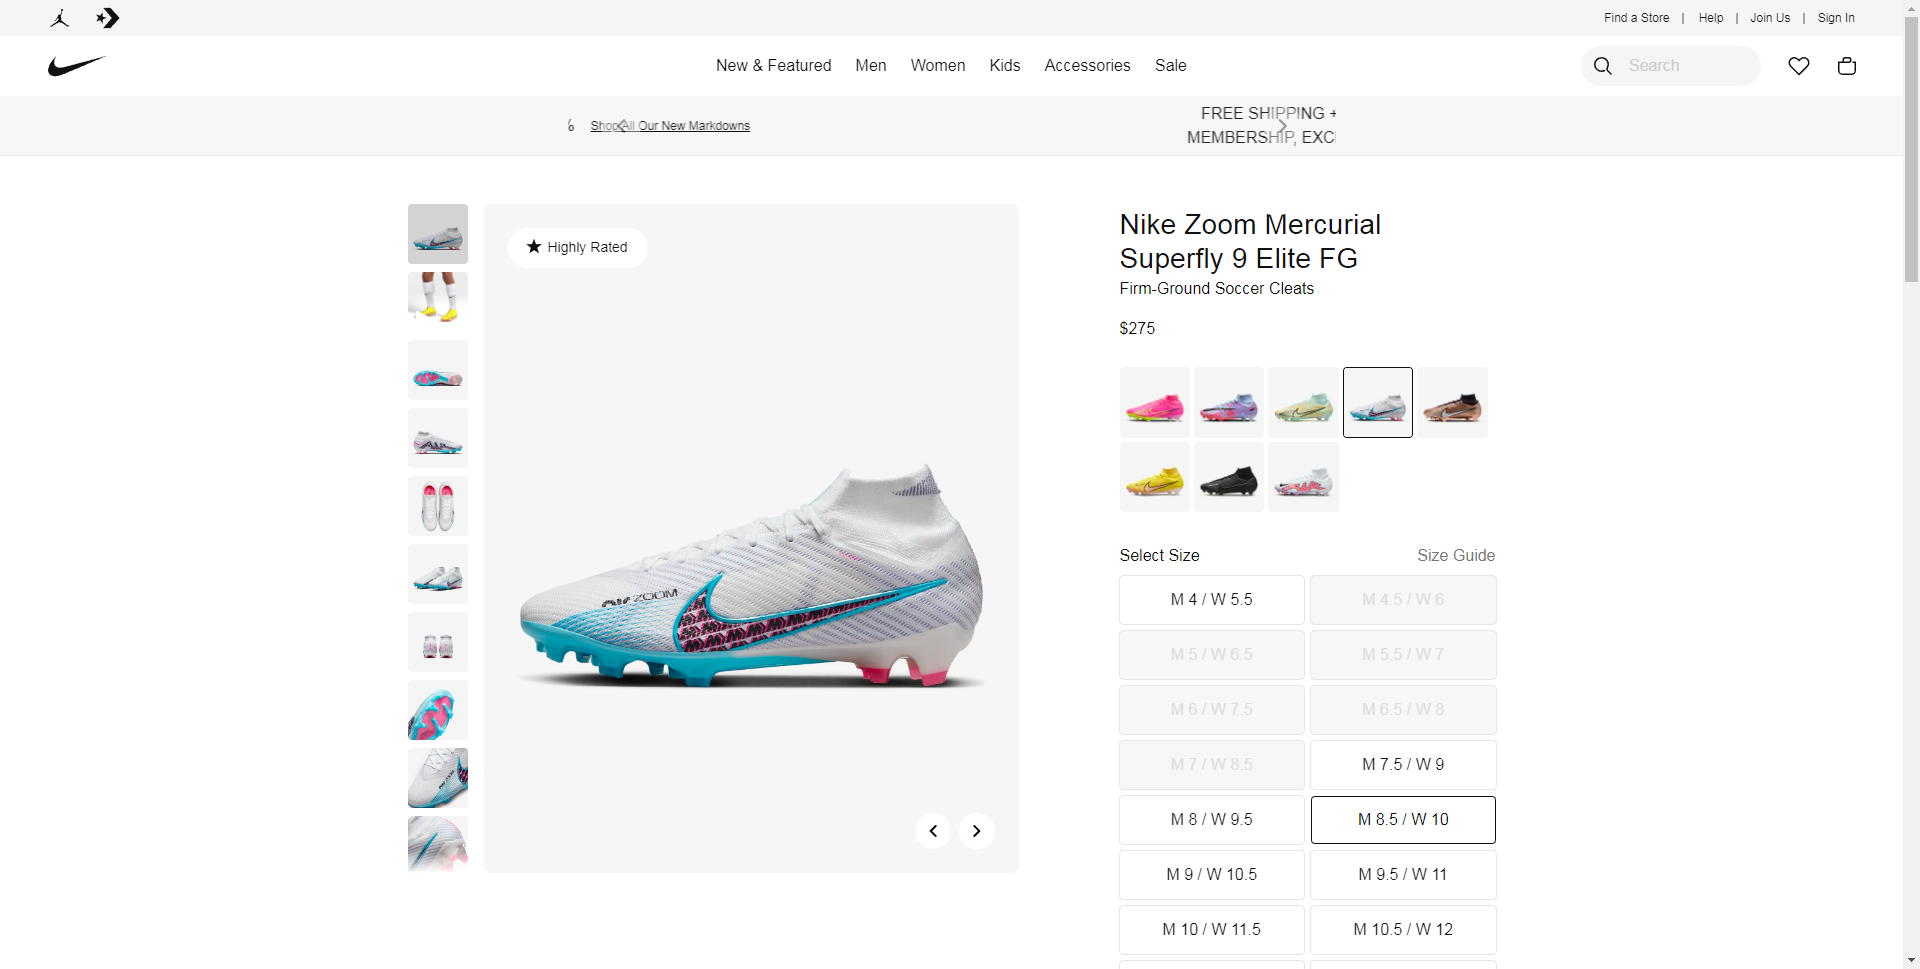 Find a Store | Help | Join Us | Sign In
New & Featured Men Women Kids Accessories Sale
Search
Shop All Our New Markdowns
FREE SHIPPING +
MEMBERSHIP,
Highly Rated
Nike Zoom Mercurial
Superfly 9 Elite FG
Firm-Ground Soccer Cleats
$275
ZOOM
Select Size
Size Guide
M 4 / W 5.5
M 4.5 / W 6
M 5 / W 6.5
M 5.5 / W 7
M 6 / W 7.5
M 6.5 / W 8
M 7 / W 8.5
M 7.5 / W 9
M 8 / W 9.5
M 8.5 / W 10
M 9 / W 10.5
M 9.5 / W 11
M 10 / W 11.5
M 10.5 / W 12